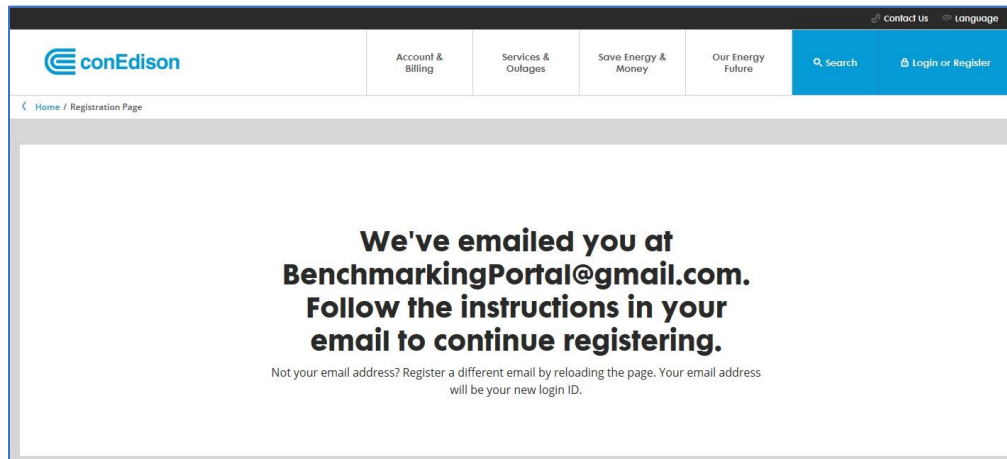 Contact Us Language
conEdison
Account & Billing
Services & Outages
Save Energy & Money
Our Energy Future
Search
Login or Register
Home / Registration Page
We've emailed you at
BenchmarkingPortal@gmail.com.
Follow the instructions in your
email to continue registering.
Not your email address? Register a different email by reloading the page. Your email address
will be your new login ID.